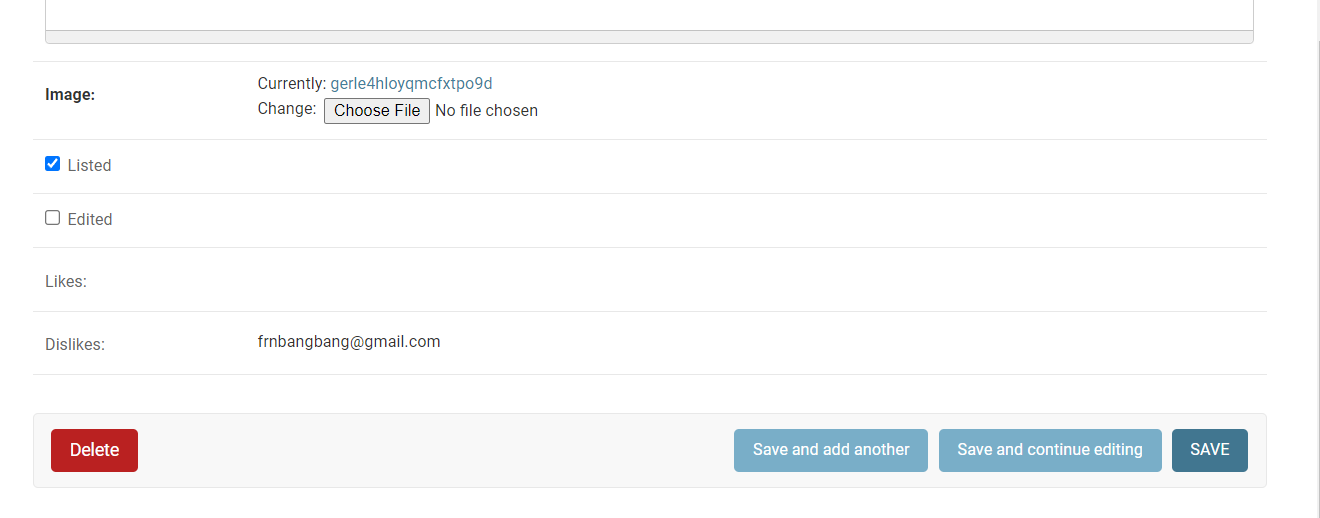 Image:
Currently: gerle4hloyqmcfxtpo9d
Change: Choose File No file chosen
Listed
Edited
Likes:
Dislikes: frnbangbang@gmail.com
Delete Save and add another Save and continue editing SAVE